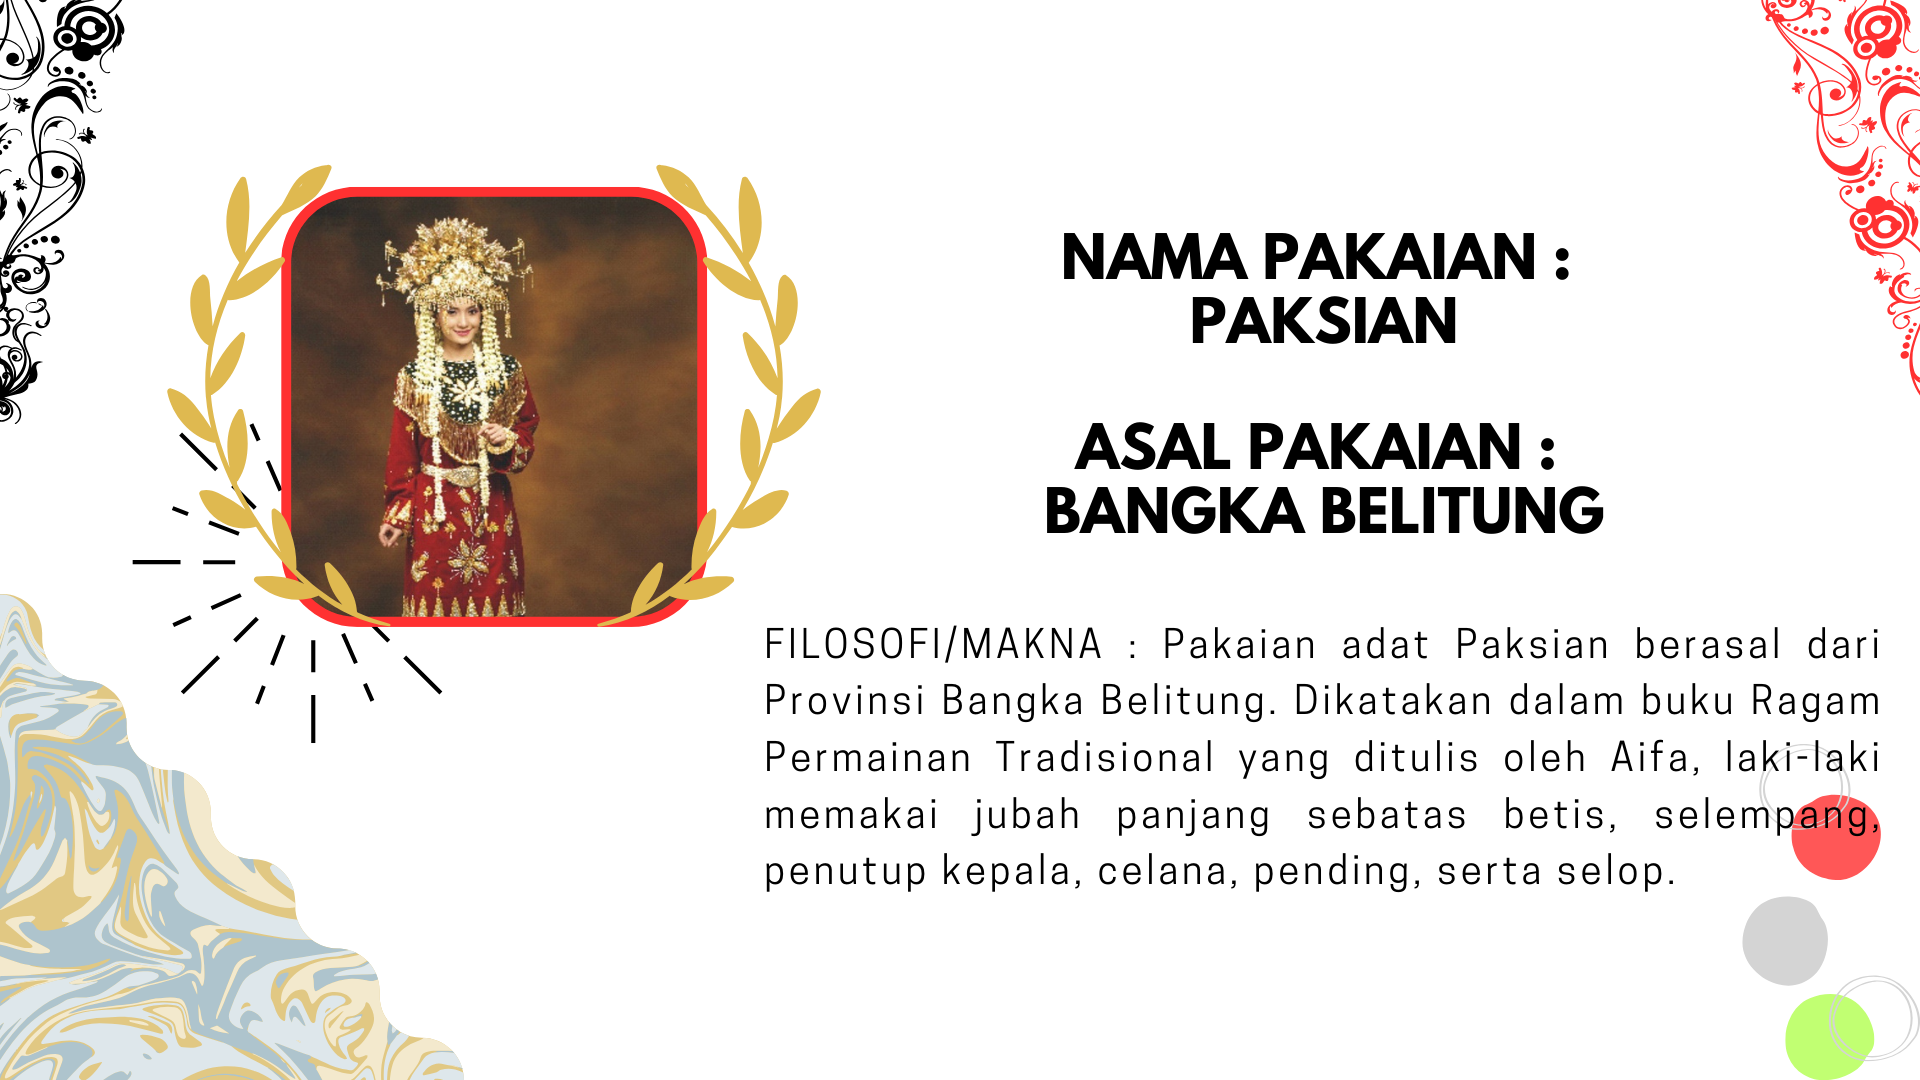 NAMA PAKAIAN :
PAKSIAN
ASAL PAKAIAN :
BANGKA BELITUNG
FILOSOFI/MAKNA : Pakaian adat Paksian berasal dari
Provinsi Bangka Belitung. Dikatakan dalam buku Ragam
Permainan Tradisional yang ditulis oleh Aifa, laki-laki
memakai jubah panjang sebatas betis, selempang,
penutup kepala, celana, pending, serta selop.